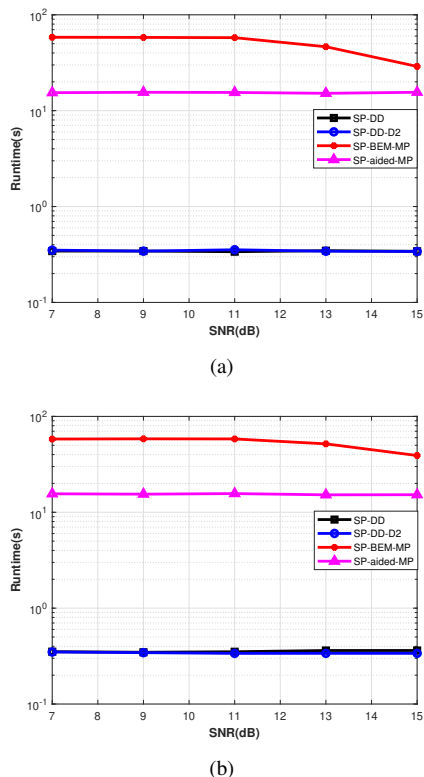 10^2
10^1
10^0
10^-1
Runtime(s)
SP-DD
SP-DD-D2
SP-BEM-MP
SP-aided-MP
7 8 9 10 11 12 13 14 15
SNR(dB)
(a)
10^2
10^1
10^0
10^-1
Runtime(s)
SP-DD
SP-DD-D2
SP-BEM-MP
SP-aided-MP
7 8 9 10 11 12 13 14 15
SNR(dB)
(b)